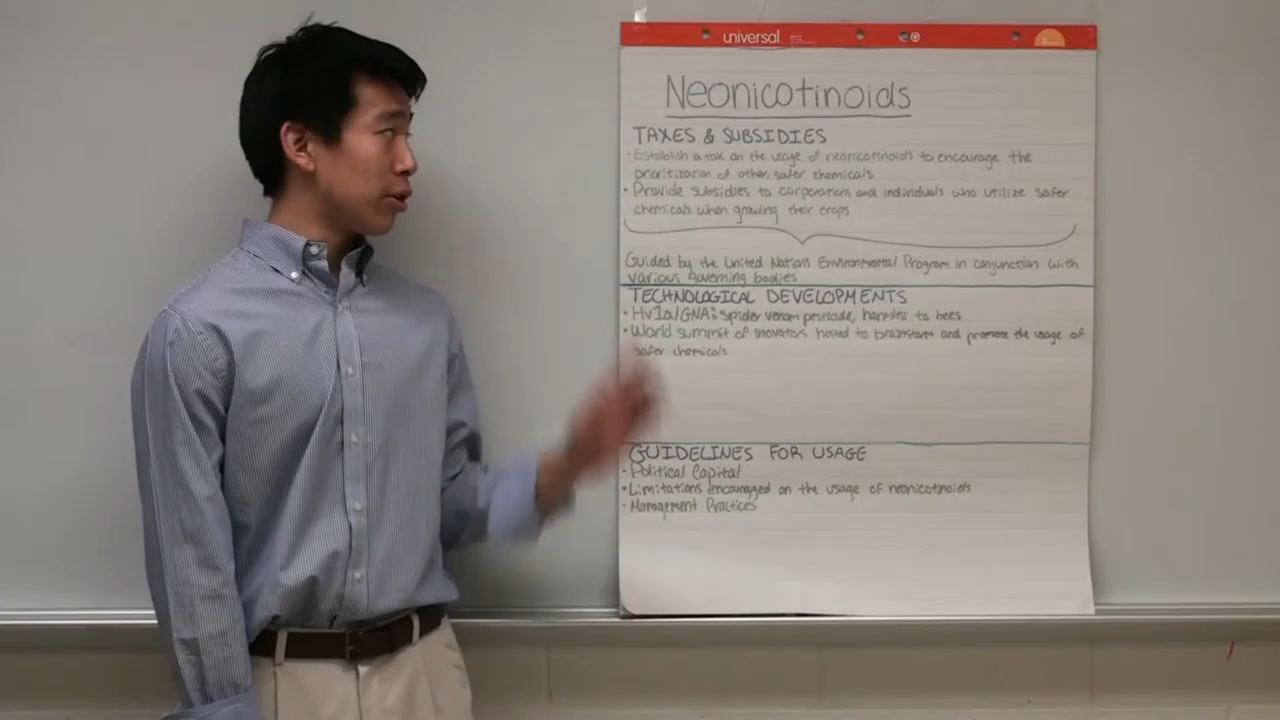 universal
Neonicotinoids
TAXES & SUBSIDIES
- Establish a tax on the usage of neonicotinoids to encourage the
prioritization of other, safer chemicals
• Provide subsidies to corporations and individuals who utilize safer
chemicals when growing their crops
Guided by the United Nations Environmental Program in conjunction with
various governing bodies
TECHNOLOGICAL DEVELOPMENTS
• Hv1a/GNA: spider venom pesticide, harmless to bees
• World summit of inovators hosted to brainstorm and promote the usage of
safer chemicals
GUIDELINES FOR USAGE
- Political Capital
• Limitations encouraged on the usage of neonicotinoids
- Management Practices